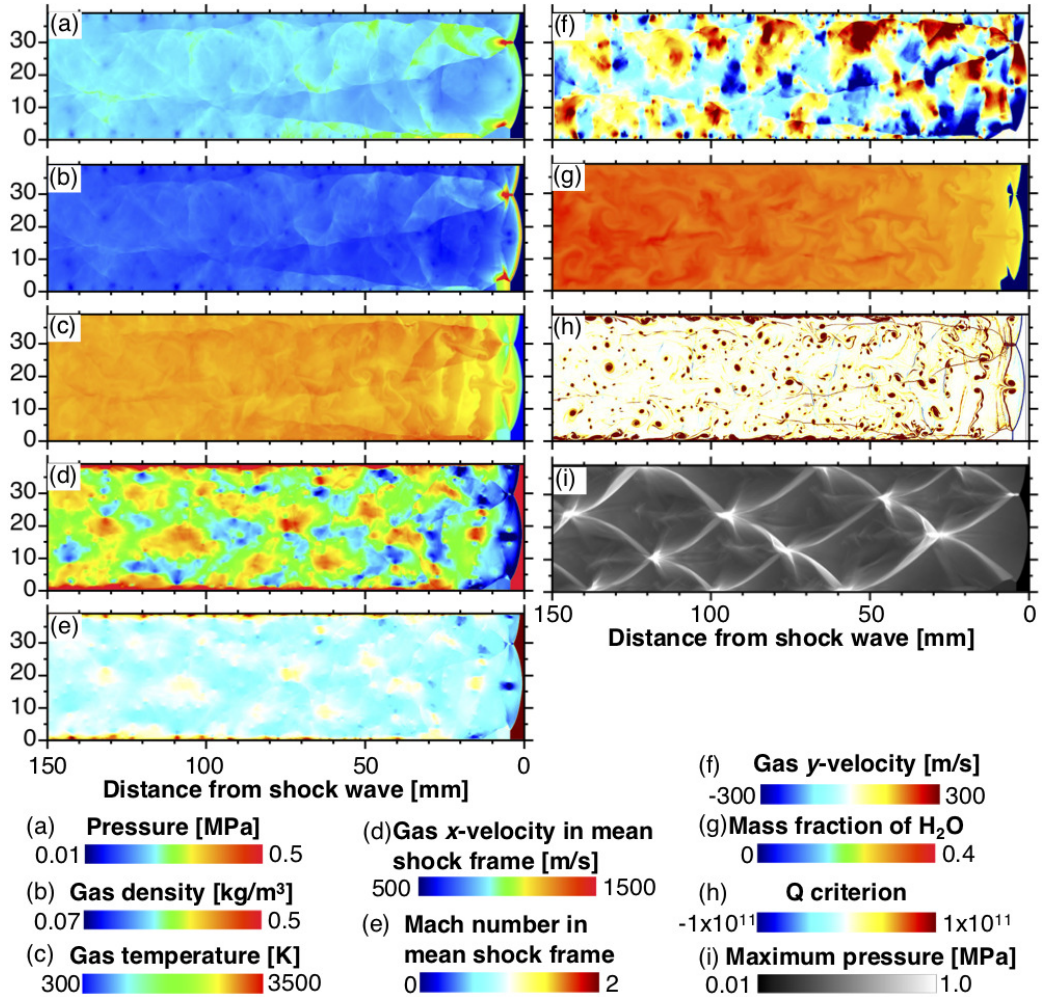 (a)
30
20
10
0
(b)
30
20
10
0
(c)
30
20
10
0
(d)
30
20
10
0
(e)
30
20
10
0
150 100 50 0
Distance from shock wave [mm]
(f)
(g)
(h)
(i)
150 100 50 0
Distance from shock wave [mm]
(a) Pressure [MPa]
0.01 0.5
(b) Gas density [kg/m³]
0.07 0.5
(c) Gas temperature [K]
300 3500
(d) Gas x-velocity in mean
shock frame [m/s]
500 1500
(e) Mach number in
mean shock frame
0 2
(f) Gas y-velocity [m/s]
-300 300
(g) Mass fraction of H₂O
0 0.4
(h) Q criterion
-1x10¹¹ 1x10¹¹
(i) Maximum pressure [MPa]
0.01 1.0